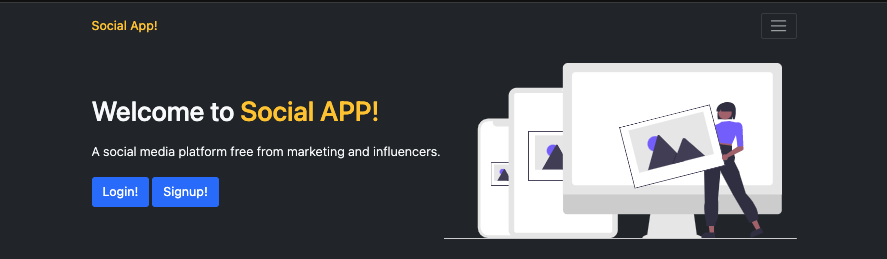 Social App!
Welcome to Social APP!
A social media platform free from marketing and influencers.
Login! Signup!